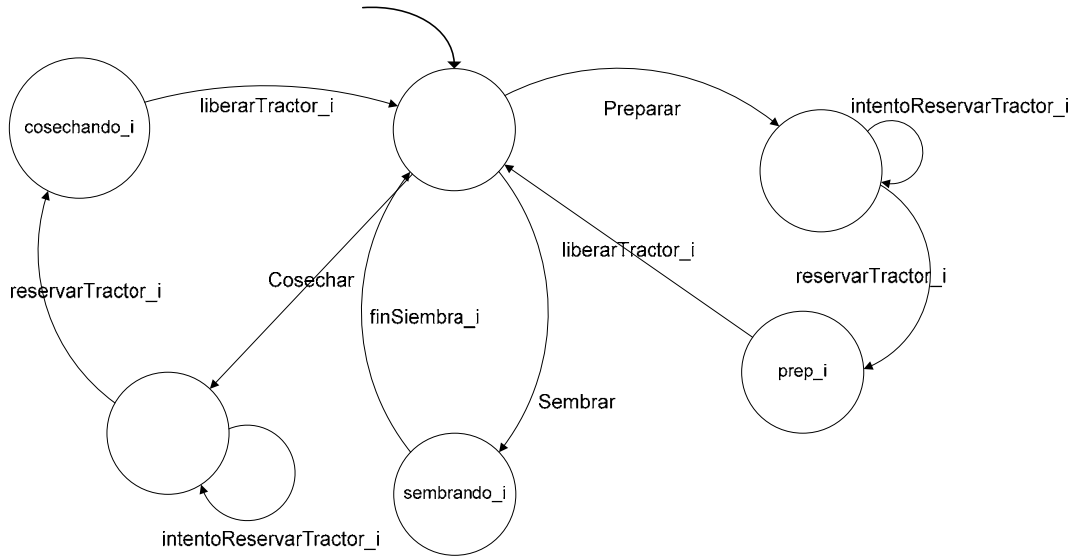 liberarTractor_i
Preparar
intentoReservarTractor_i
cosechando_i
liberarTractor_i
reservarTractor_i
Cosechar
reservarTractor_i
finSiembra_i
prep_i
Sembrar
sembrando_i
intentoReservarTractor_i